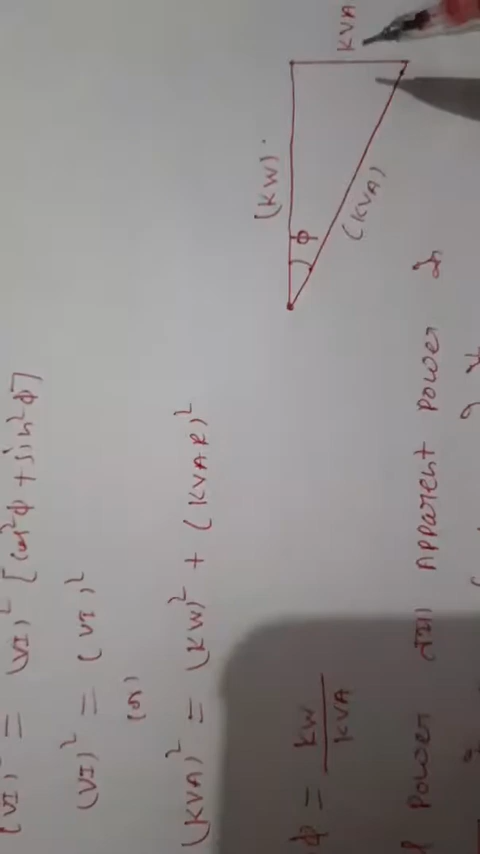 (VI)² = (VI)² [cos²φ + sin²φ]
(VI)² = (VI)²
(or)
(KVA)² = (KW)² + (KVAR)²
(KW)
φ
(KVA)
KVA
φ = KW / KVA
Power
Apparent Power